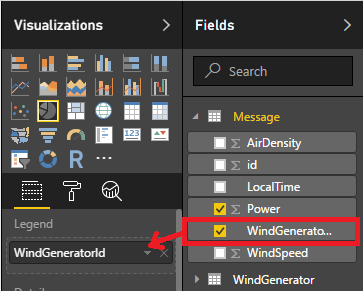 Visualizations
Fields
Search
Message
AirDensity
id
LocalTime
Power
WindGenerato...
WindSpeed
WindGenerator
Legend
WindGeneratorId